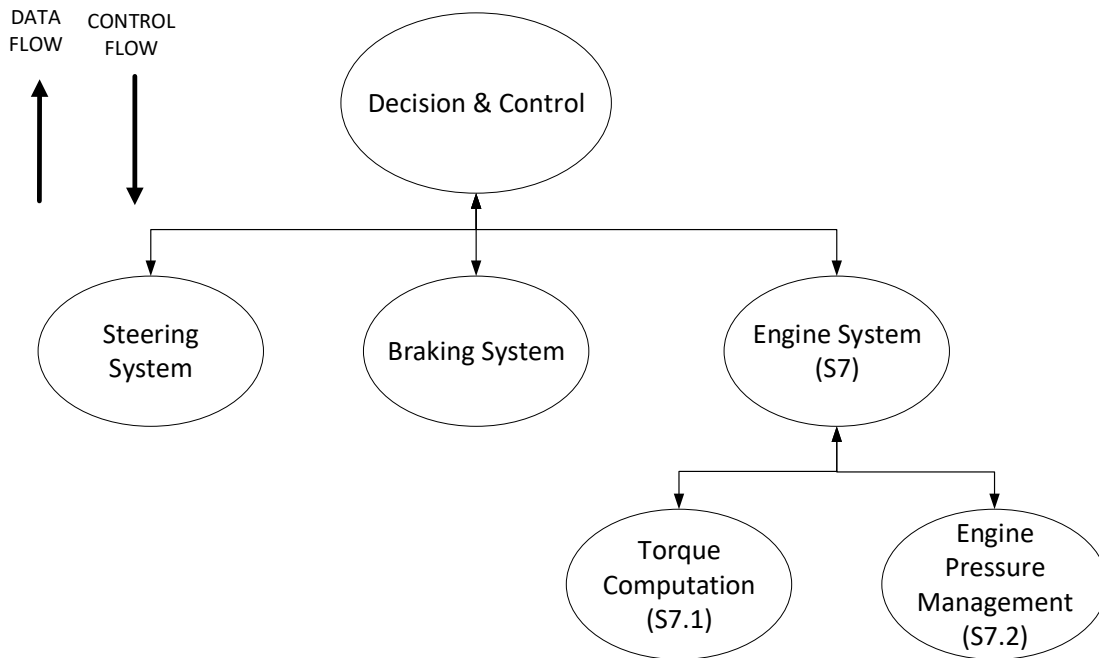 DATA
FLOW
CONTROL
FLOW
Decision & Control
Steering
System
Braking System
Engine System
(S7)
Torque
Computation
(S7.1)
Engine
Pressure
Management
(S7.2)